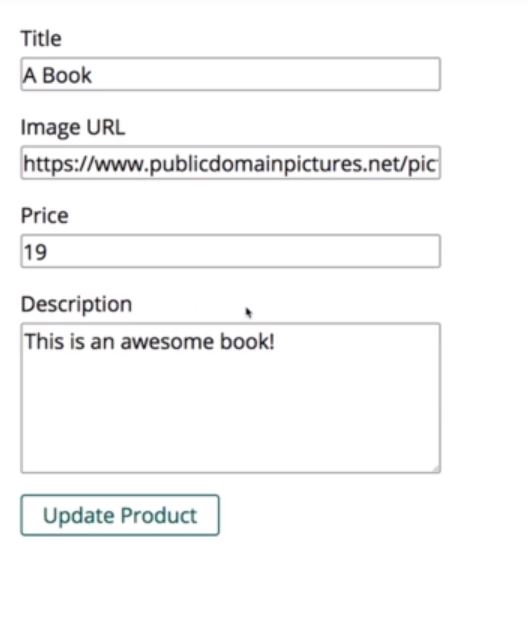 Title
A Book
Image URL
https://www.publicdomainpictures.net/pic
Price
19
Description
This is an awesome book!
Update Product